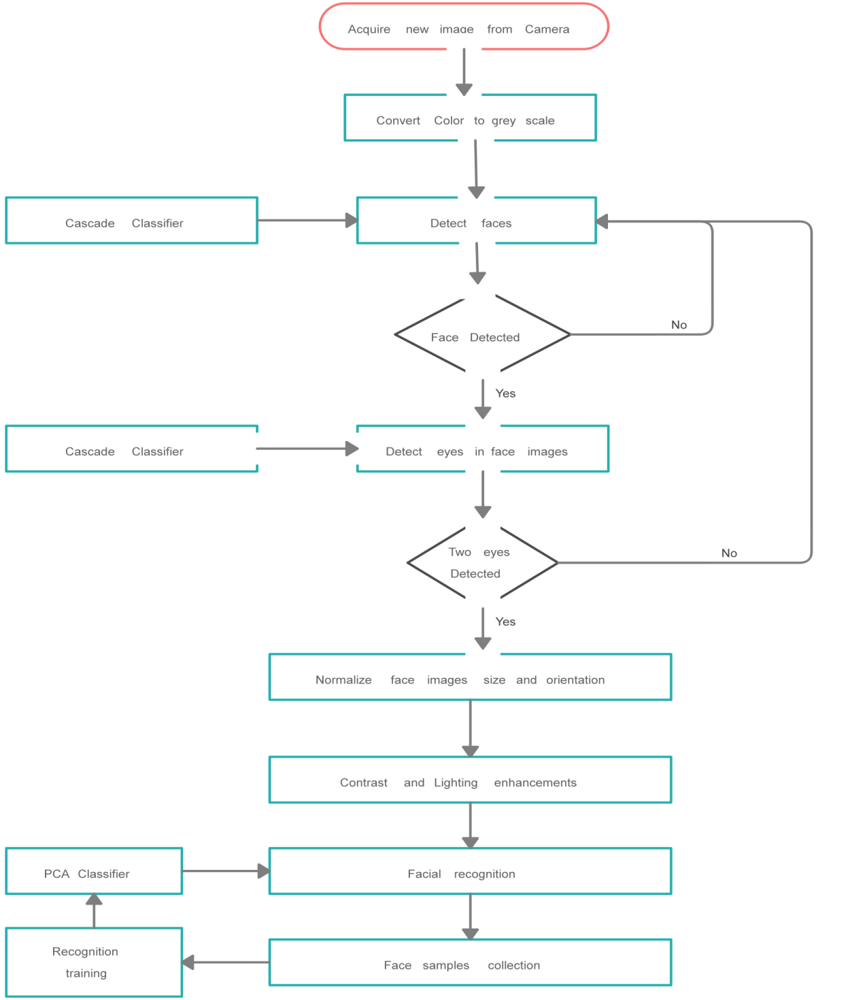 Acquire new image from Camera
Convert Color to grey scale
Cascade Classifier
Detect faces
Face Detected
No
Yes
Cascade Classifier
Detect eyes in face images
Two eyes
Detected
No
Yes
Normalize face images size and orientation
Contrast and Lighting enhancements
PCA Classifier
Facial recognition
Recognition
training
Face samples collection